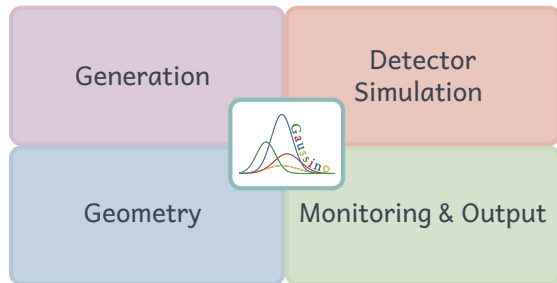 Generation
Detector
Simulation
Gaussino
Geometry
Monitoring & Output